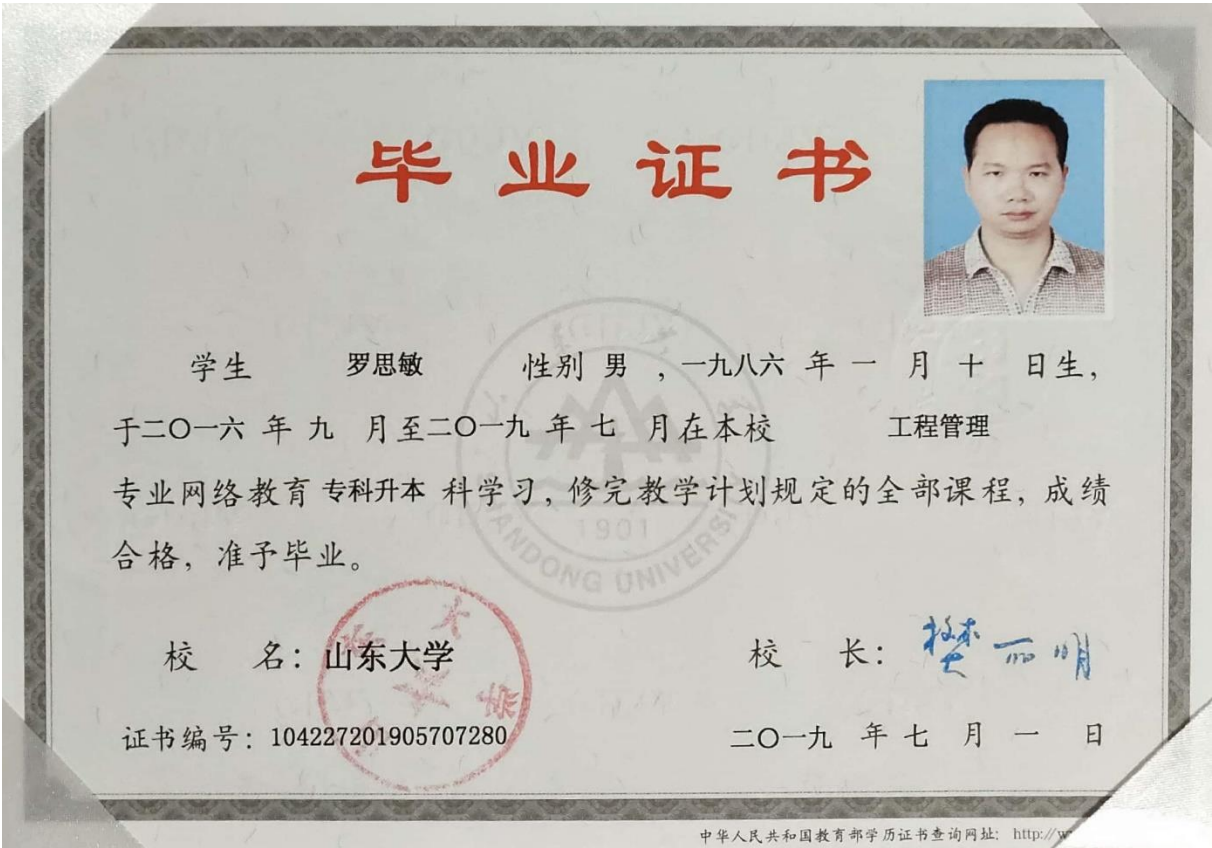 毕业证书
学生 罗思敏 性别 男 ，一九八六 年 一 月 十 日生，
于二〇一六 年 九 月至二〇一九 年 七 月在本校 工程管理
专业网络教育 专科升本 科学习，修完教学计划规定的全部课程，成绩
合格，准予毕业。
1901
SHANDONG UNIVERSI
校 名：山东大学 校 长：樊丽明
证书编号：104227201905707280 二〇一九 年 七 月 一 日
中华人民共和国教育部学历证书查询网址： http://w